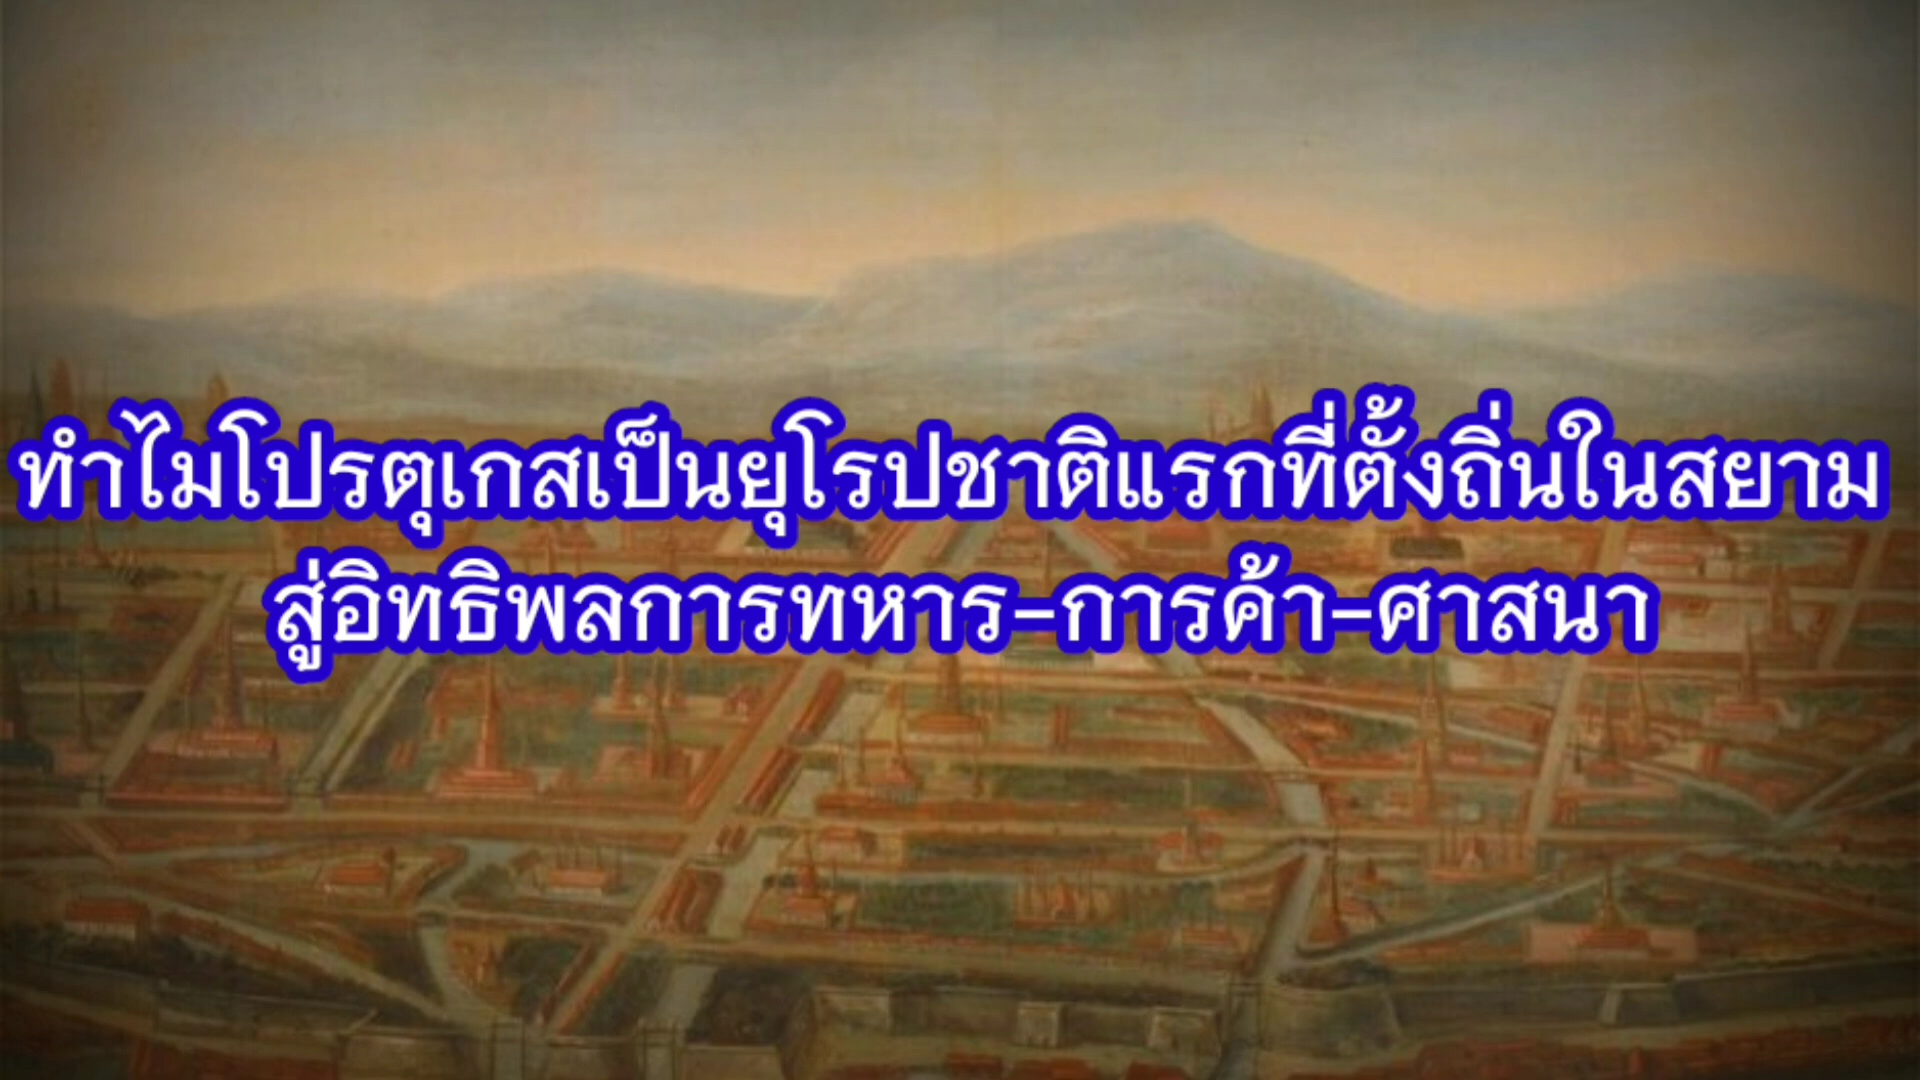 ทำไมโปรตุเกสเป็นยุโรปชาติแรกที่ตั้งถิ่นในสยาม
สู่อิทธิพลการทหาร-การค้า-ศาสนา